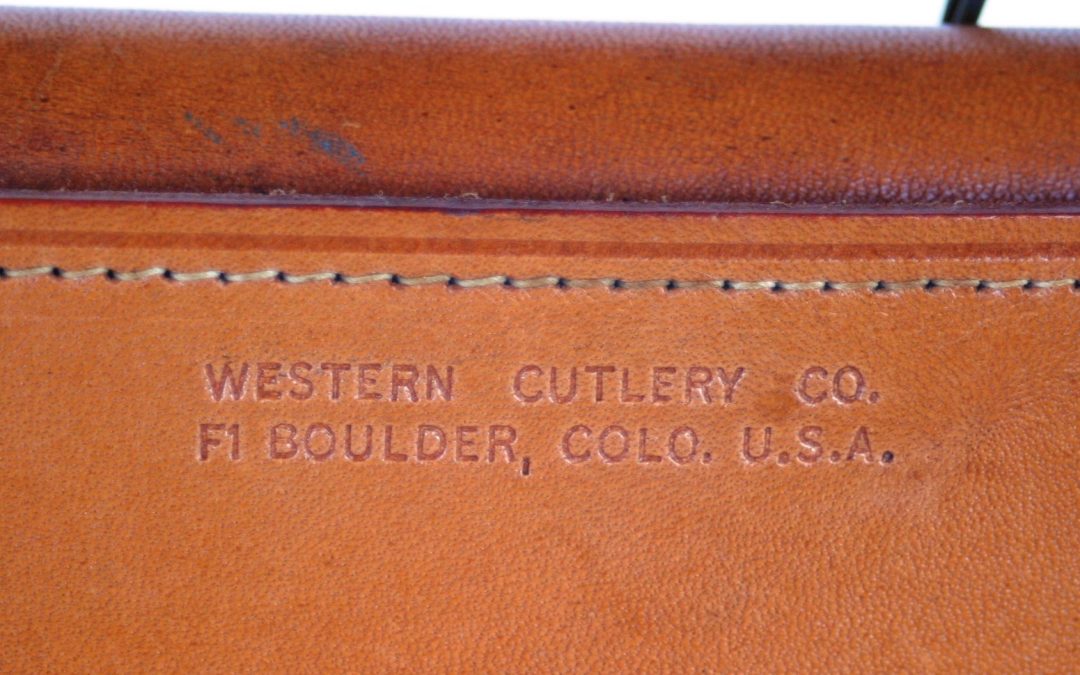 WESTERN CUTLERY CO.
F1 BOULDER, COLO. U.S.A.